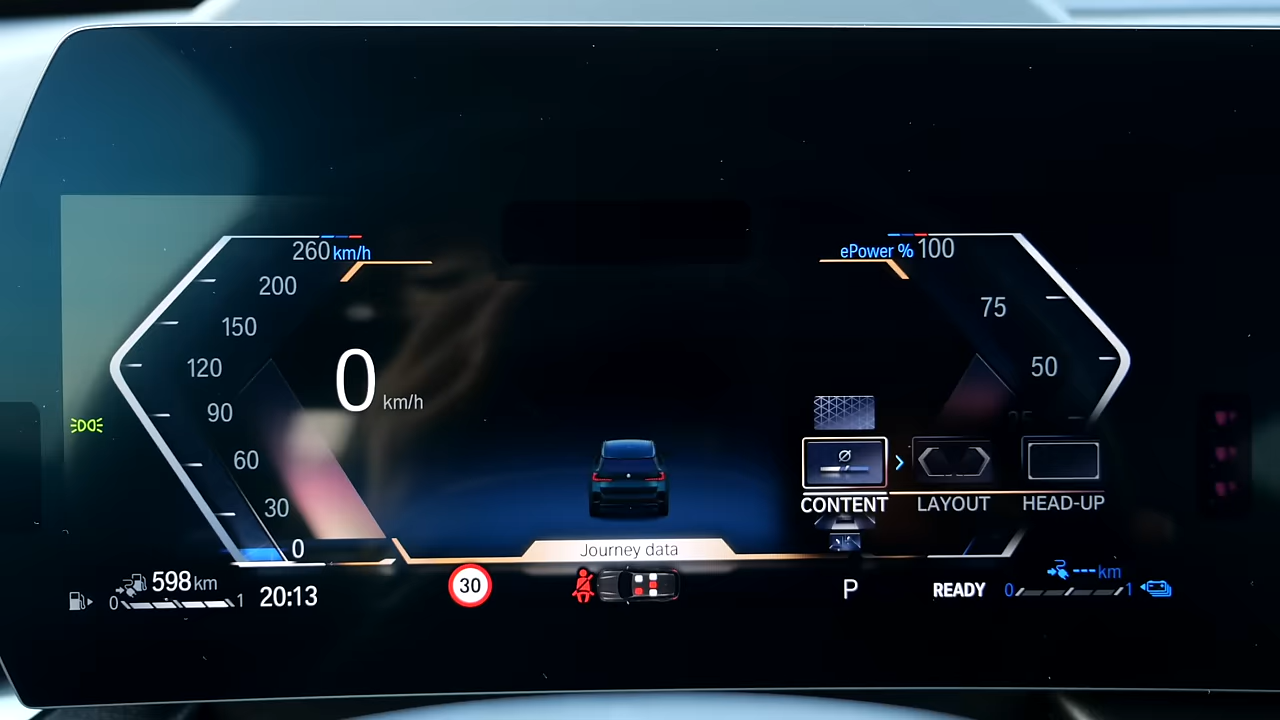 260 km/h
200
150
120
90
60
30
0
0 km/h
ePower % 100
75
50
25
CONTENT
LAYOUT
HEAD-UP
Journey data
598 km
0 1
20:13
30
P
READY
--- km
0 1